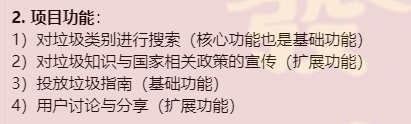 2. 项目功能：
1）对垃圾类别进行搜索（核心功能也是基础功能）
2）对垃圾知识与国家相关政策的宣传（扩展功能）
3）投放垃圾指南（基础功能）
4）用户讨论与分享（扩展功能）